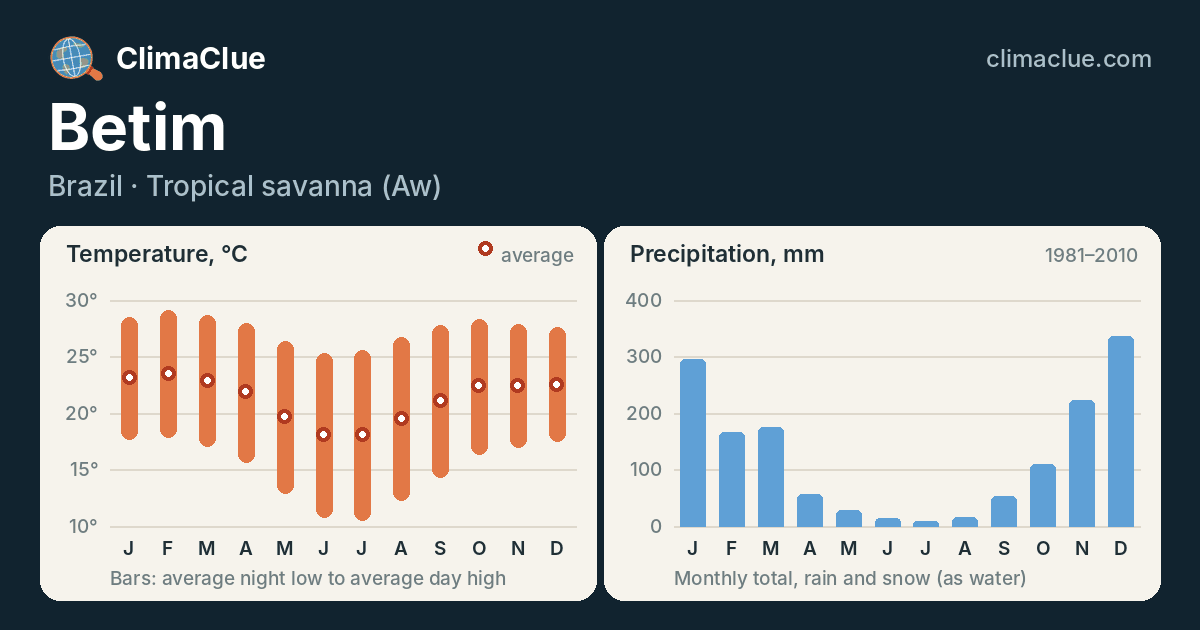 ClimaClue
climaclue.com
Betim
Brazil · Tropical savanna (Aw)
Temperature, °C
average
30°
25°
20°
15°
10°
J F M A M J J A S O N D
Bars: average night low to average day high
Precipitation, mm
1981–2010
400
300
200
100
0
J F M A M J J A S O N D
Monthly total, rain and snow (as water)